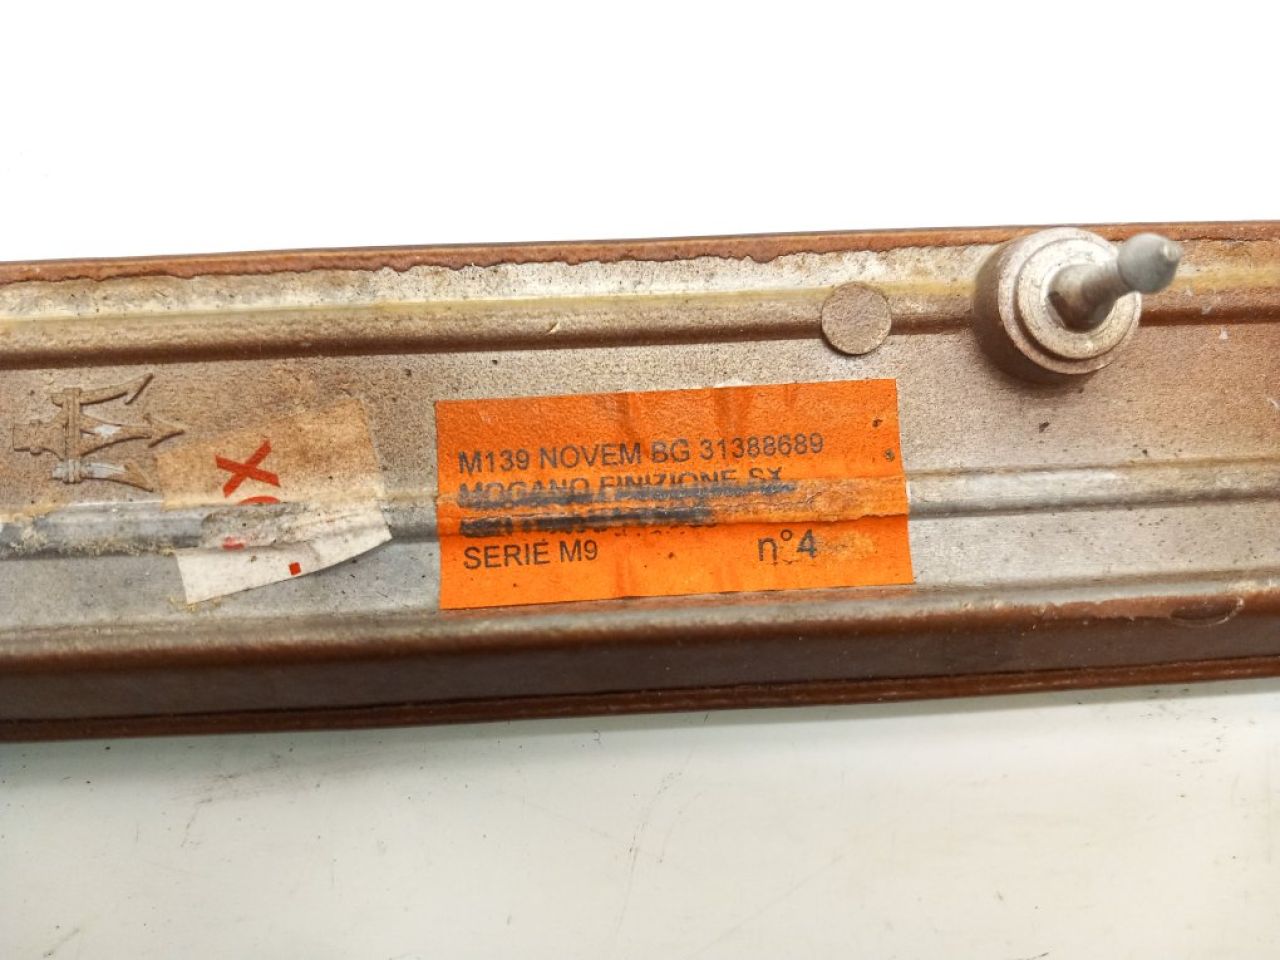 M139 NOVEM BG 31388689
MOGANO FINIZIONE SX
SERIE M9 n°4